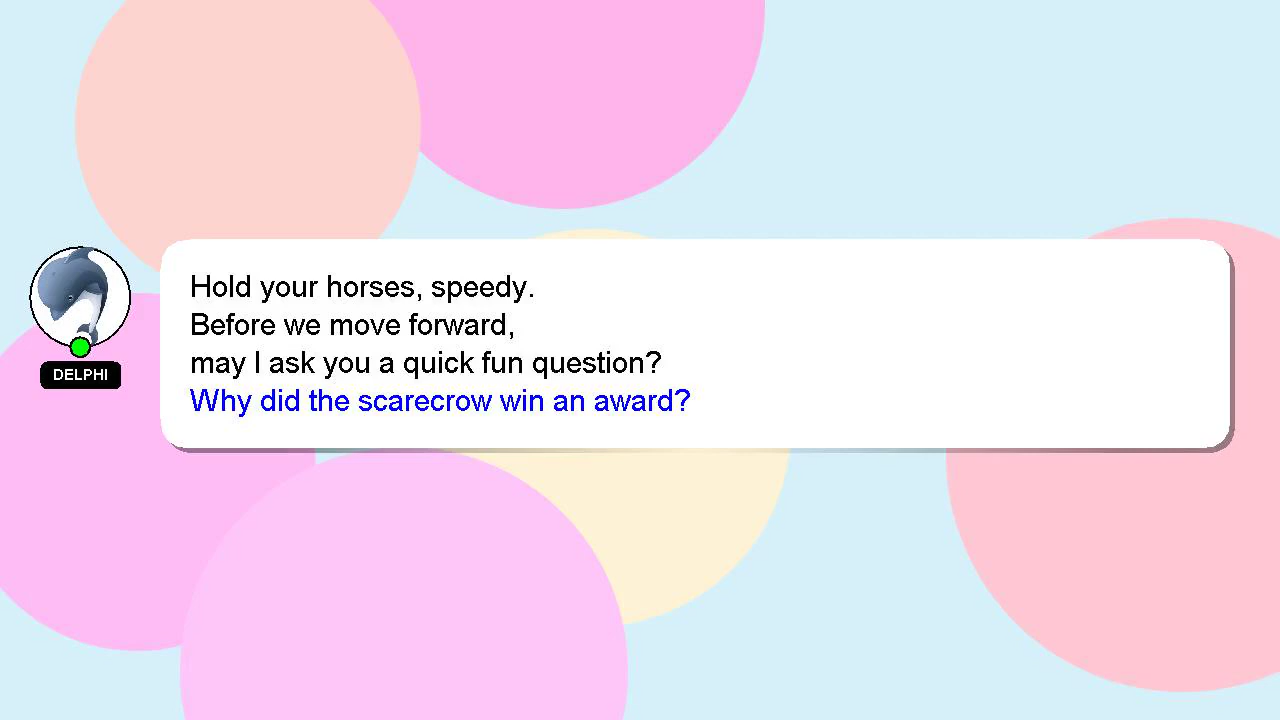 Hold your horses, speedy.
Before we move forward,
may I ask you a quick fun question?
Why did the scarecrow win an award?
DELPHI